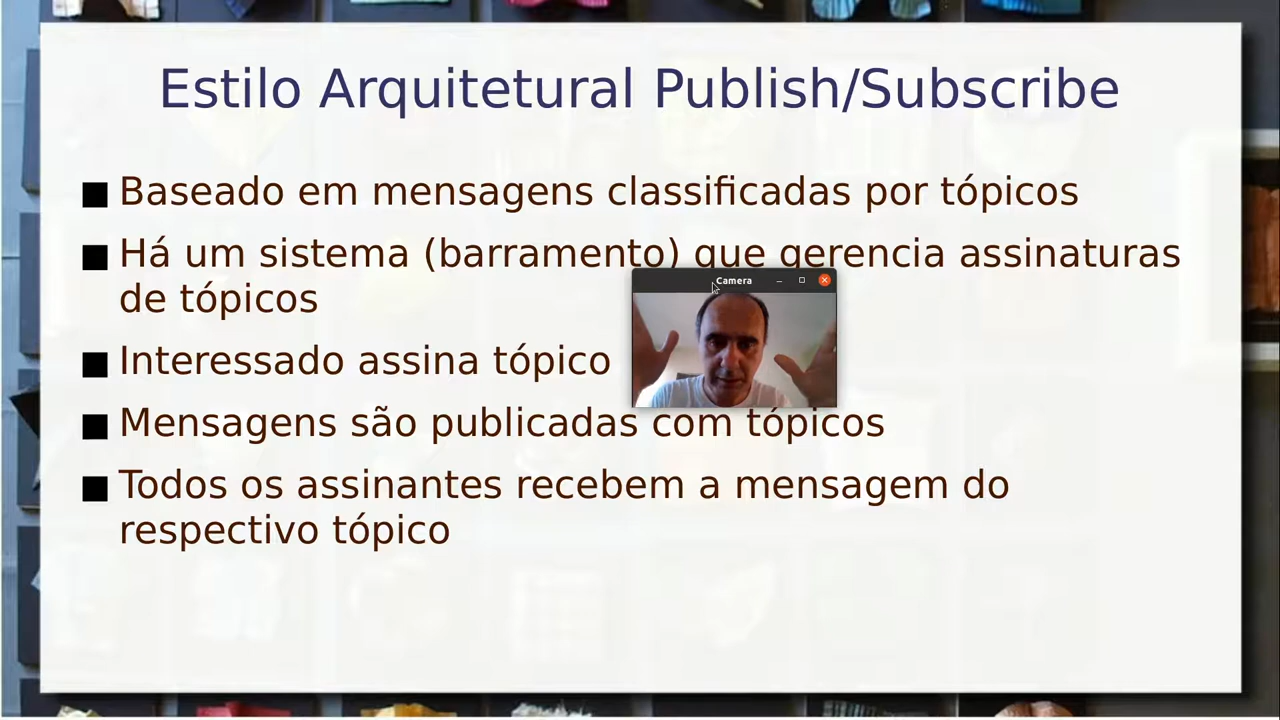 Estilo Arquitetural Publish/Subscribe
Baseado em mensagens classificadas por tópicos
Há um sistema (barramento) que gerencia assinaturas
de tópicos
Camera
Interessado assina tópico
Mensagens são publicadas com tópicos
Todos os assinantes recebem a mensagem do
respectivo tópico